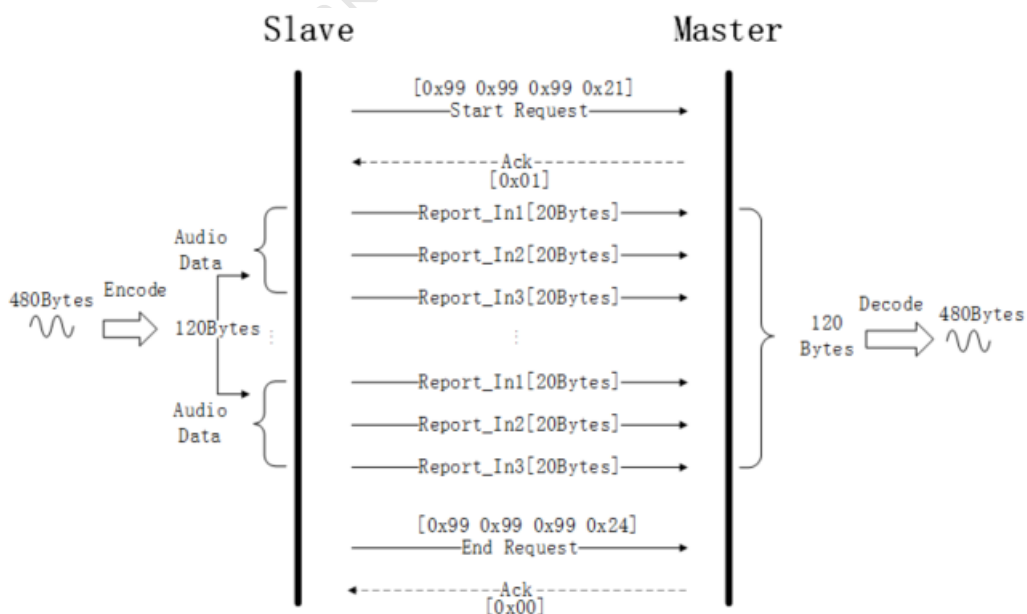 Slave
Master
[0x99 0x99 0x99 0x21]
Start Request
Ack
[0x01]
Report_In1[20Bytes]
Audio
Data
Report_In2[20Bytes]
Report_In3[20Bytes]
480Bytes
Encode
120Bytes
120
Bytes
Decode
480Bytes
Report_In1[20Bytes]
Audio
Data
Report_In2[20Bytes]
Report_In3[20Bytes]
[0x99 0x99 0x99 0x24]
End Request
Ack
[0x00]